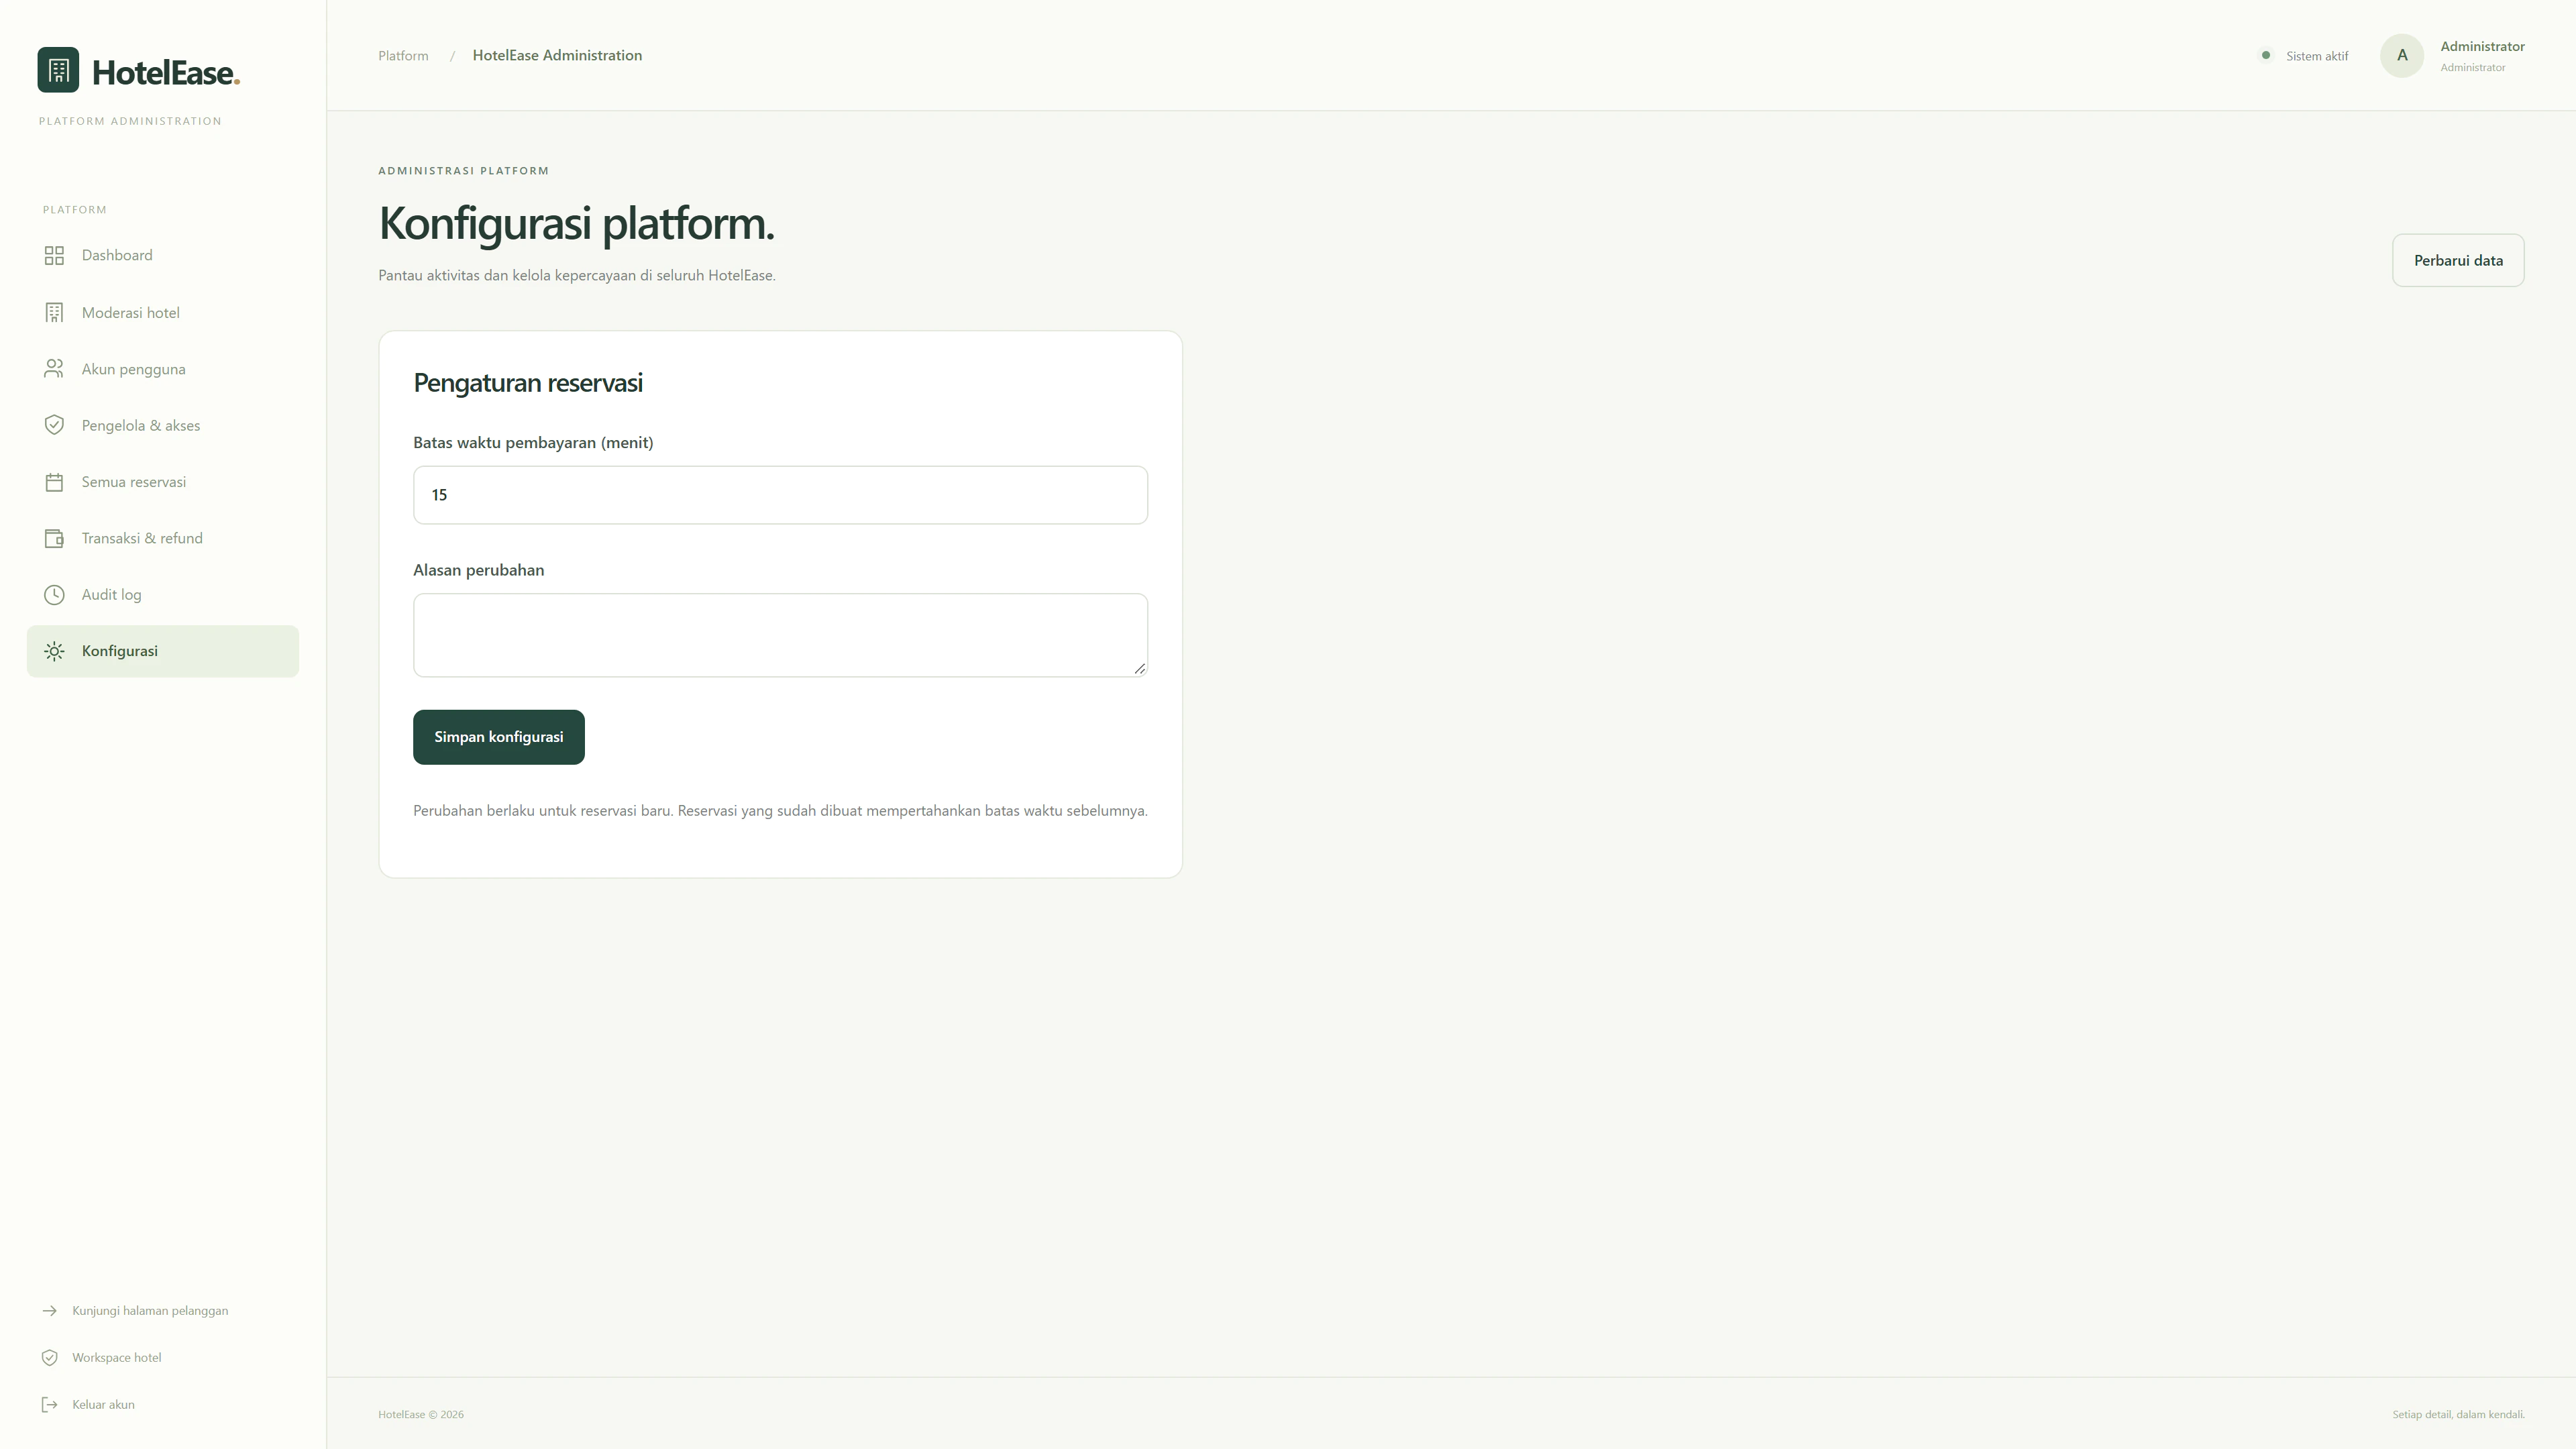 HotelEase.
PLATFORM ADMINISTRATION
PLATFORM
Dashboard
Moderasi hotel
Akun pengguna
Pengelola & akses
Semua reservasi
Transaksi & refund
Audit log
Konfigurasi
Kunjungi halaman pelanggan
Workspace hotel
Keluar akun
Platform / HotelEase Administration
Sistem aktif
A
Administrator
Administrator
ADMINISTRASI PLATFORM
Konfigurasi platform.
Pantau aktivitas dan kelola kepercayaan di seluruh HotelEase.
Perbarui data
Pengaturan reservasi
Batas waktu pembayaran (menit)
15
Alasan perubahan
Simpan konfigurasi
Perubahan berlaku untuk reservasi baru. Reservasi yang sudah dibuat mempertahankan batas waktu sebelumnya.
HotelEase © 2026
Setiap detail, dalam kendali.